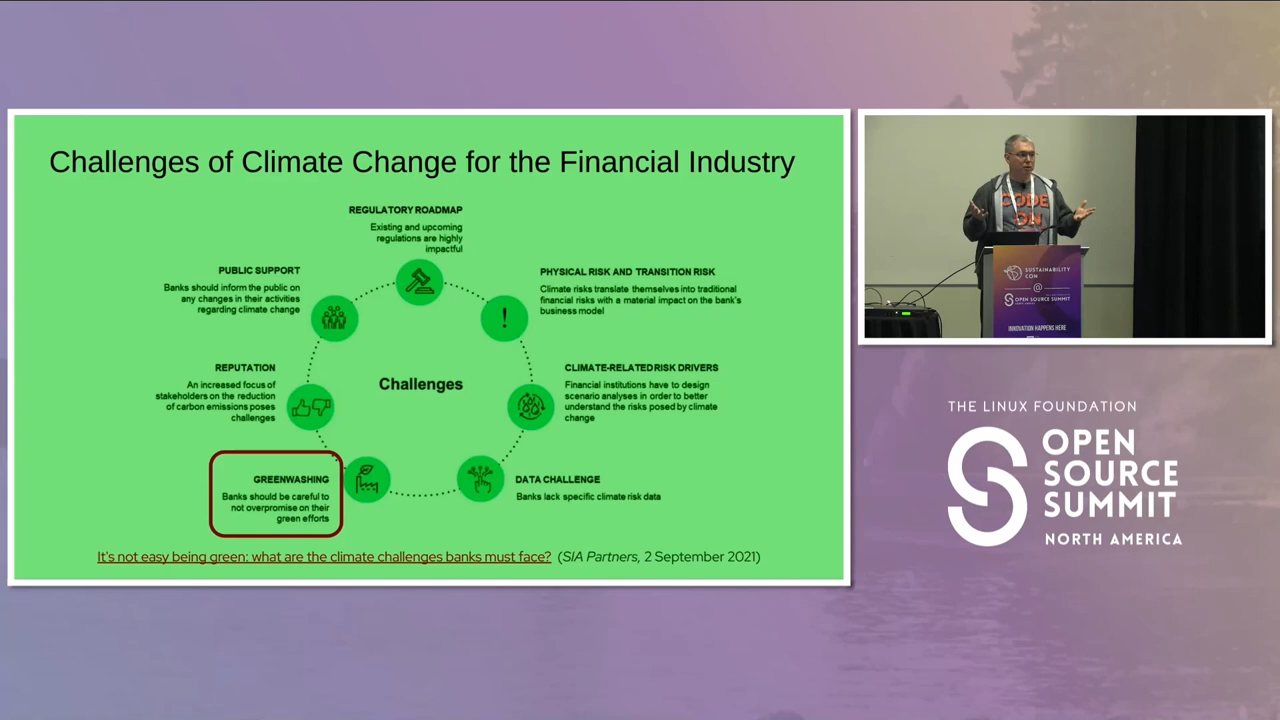 Challenges of Climate Change for the Financial Industry
REGULATORY ROADMAP
Existing and upcoming
regulations are highly
impactful
PUBLIC SUPPORT
Banks should inform the public on
any changes in their activities
regarding climate change
PHYSICAL RISK AND TRANSITION RISK
Climate risks translate themselves into traditional
financial risks with a material impact on the bank's
business model
REPUTATION
An increased focus of
stakeholders on the reduction
of carbon emissions poses
challenges
Challenges
CLIMATE-RELATED RISK DRIVERS
Financial institutions have to design
scenario analyses in order to better
understand the risks posed by climate
change
GREENWASHING
Banks should be careful to
not overpromise on their
green efforts
DATA CHALLENGE
Banks lack specific climate risk data
It's not easy being green: what are the climate challenges banks must face? (SIA Partners, 2 September 2021)
CODE
ON
SUSTAINABILITY
CON
@
OPEN SOURCE SUMMIT
INNOVATION HAPPENS HERE
THE LINUX FOUNDATION
OPEN
SOURCE
SUMMIT
NORTH AMERICA